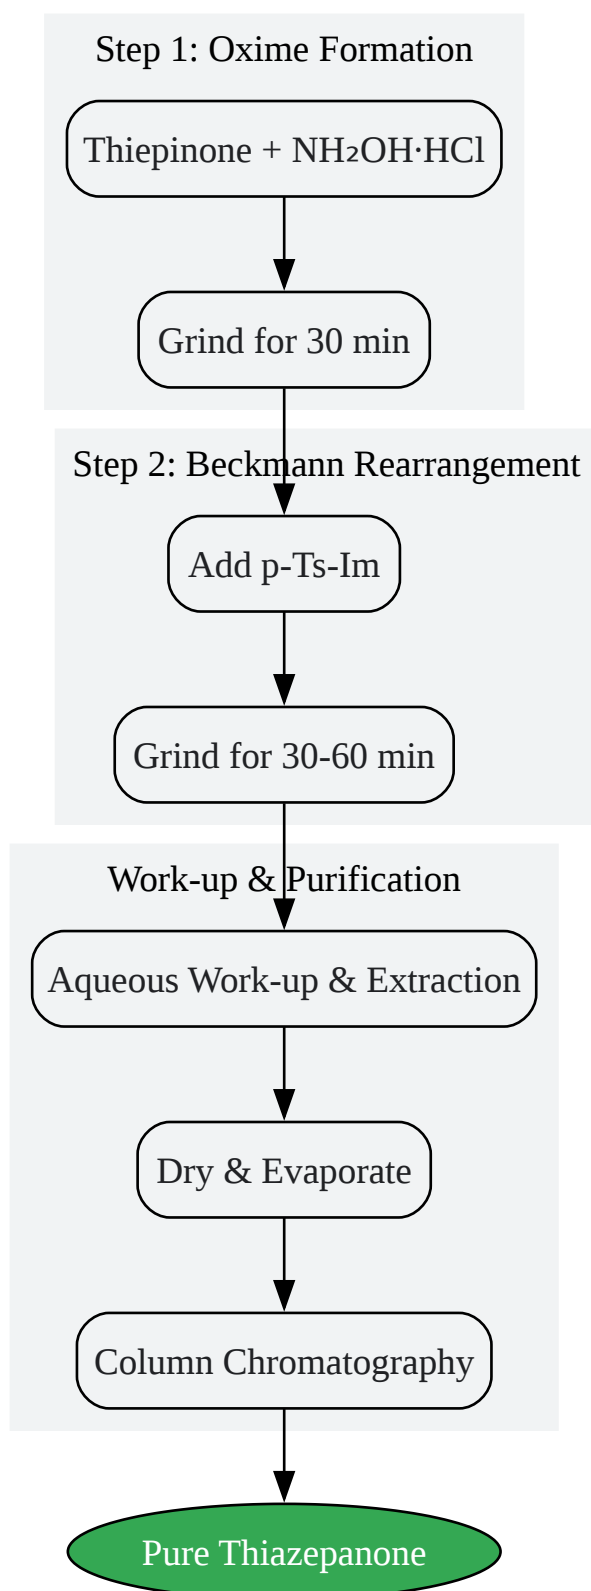 Step 1: Oxime Formation
Thiepinone + NH₂OH·HCl
Grind for 30 min
Step 2: Beckmann Rearrangement
Add p-Ts-Im
Grind for 30-60 min
Work-up & Purification
Aqueous Work-up & Extraction
Dry & Evaporate
Column Chromatography
Pure Thiazepanone